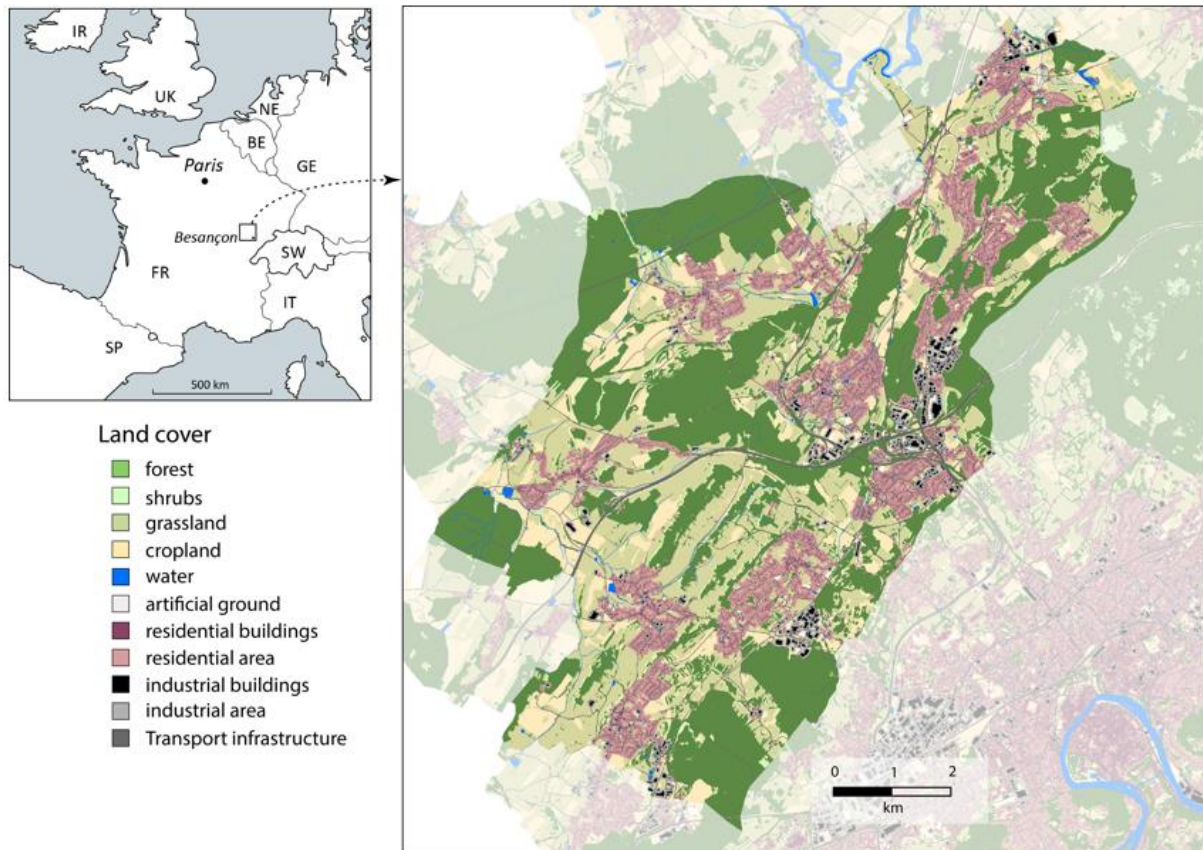 IR
UK
NE
BE
GE
Paris
Besançon
SW
FR
IT
SP
500 km
Land cover
forest
shrubs
grassland
cropland
water
artificial ground
residential buildings
residential area
industrial buildings
industrial area
Transport infrastructure
0 1 2
km